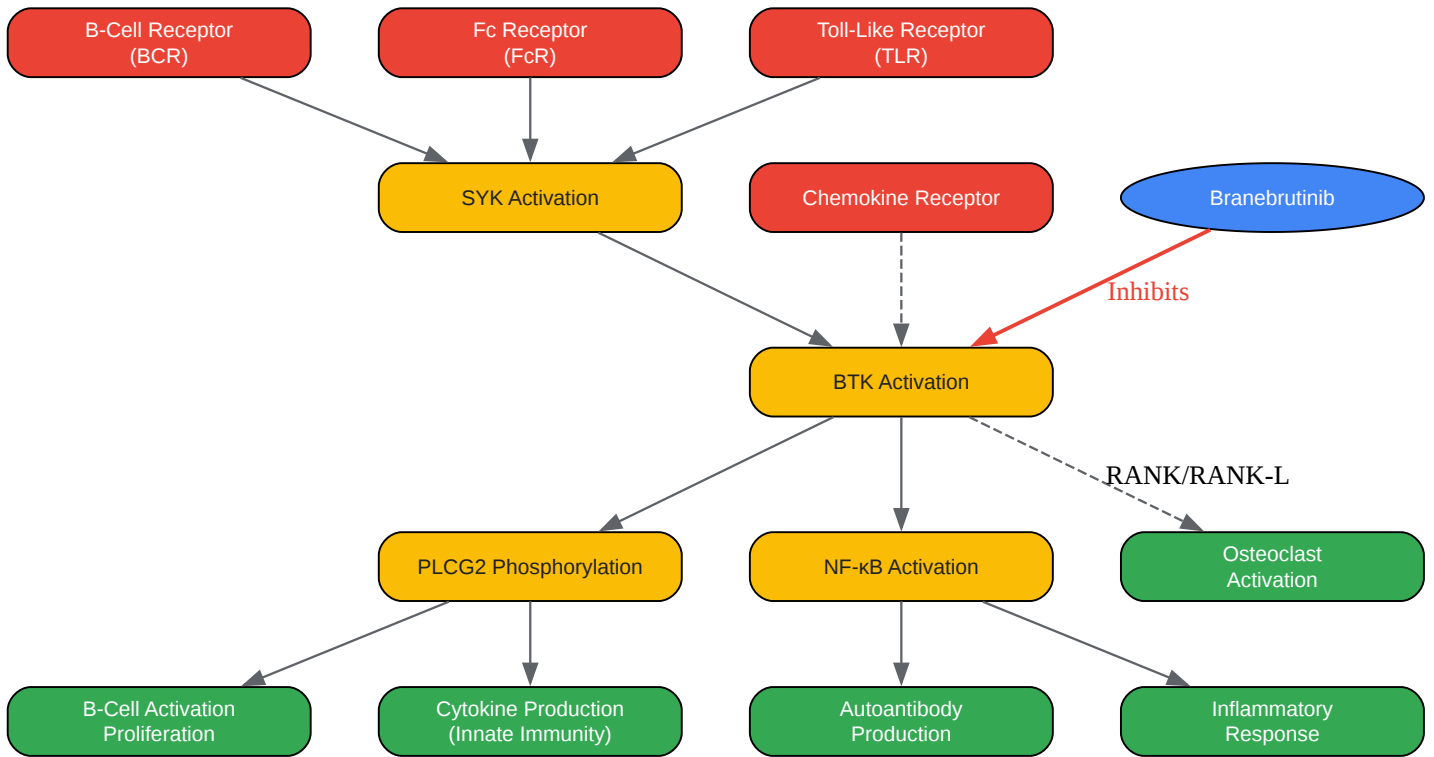 B-Cell Receptor
(BCR)
Fc Receptor
(FcR)
Toll-Like Receptor
(TLR)
SYK Activation
Chemokine Receptor
Branebrutinib
Inhibits
BTK Activation
RANK/RANK-L
PLCG2 Phosphorylation
NF-κB Activation
Osteoclast
Activation
B-Cell Activation
Proliferation
Cytokine Production
(Innate Immunity)
Autoantibody
Production
Inflammatory
Response